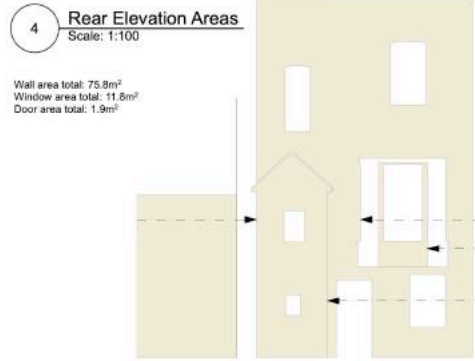 4
Rear Elevation Areas
Scale: 1:100
Wall area total: 75.8m²
Window area total: 11.8m²
Door area total: 1.9m²